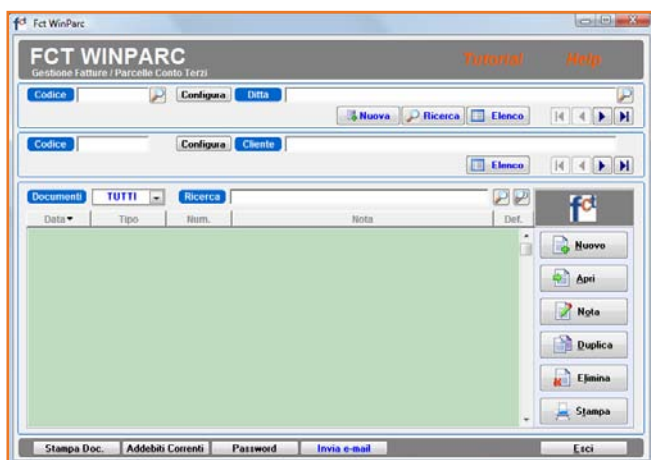 Fct WinParc
FCT WINPARC
Tutorial Help
Gestione Fatture / Parcelle Conto Terzi
Codice Configura Ditta
Nuova Ricerca Elenco
Codice Configura Cliente
Elenco
Documenti TUTTI Ricerca
fct
Data Tipo Num. Nota Def.
Nuovo
Apri
Nota
Duplica
Elimina
Stampa
Stampa Doc. Addebiti Correnti Password Invia e-mail Esci